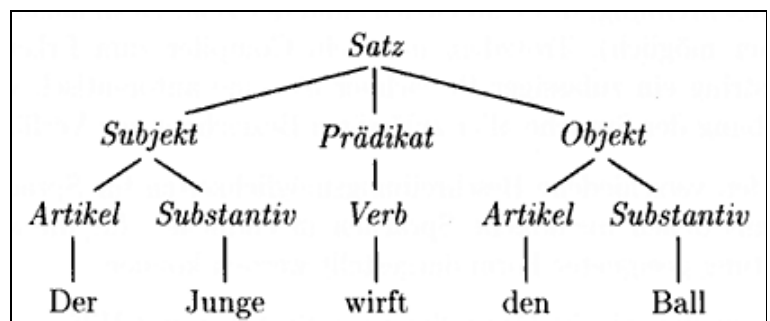 Satz
Subjekt Prädikat Objekt
Artikel Substantiv Verb Artikel Substantiv
Der Junge wirft den Ball